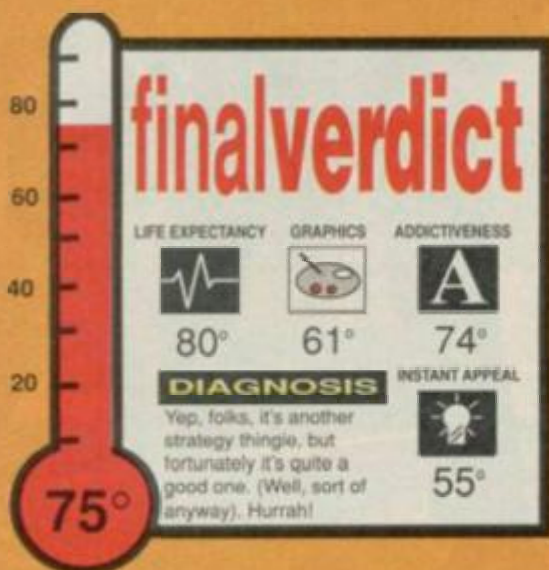 80
60
40
20
75°
finalverdict
LIFE EXPECTANCY GRAPHICS ADDICTIVENESS
A
80° 61° 74°
DIAGNOSIS
Yep, folks, it's another
strategy thingie, but
fortunately it's quite a
good one. (Well, sort of
anyway). Hurrah!
INSTANT APPEAL
55°